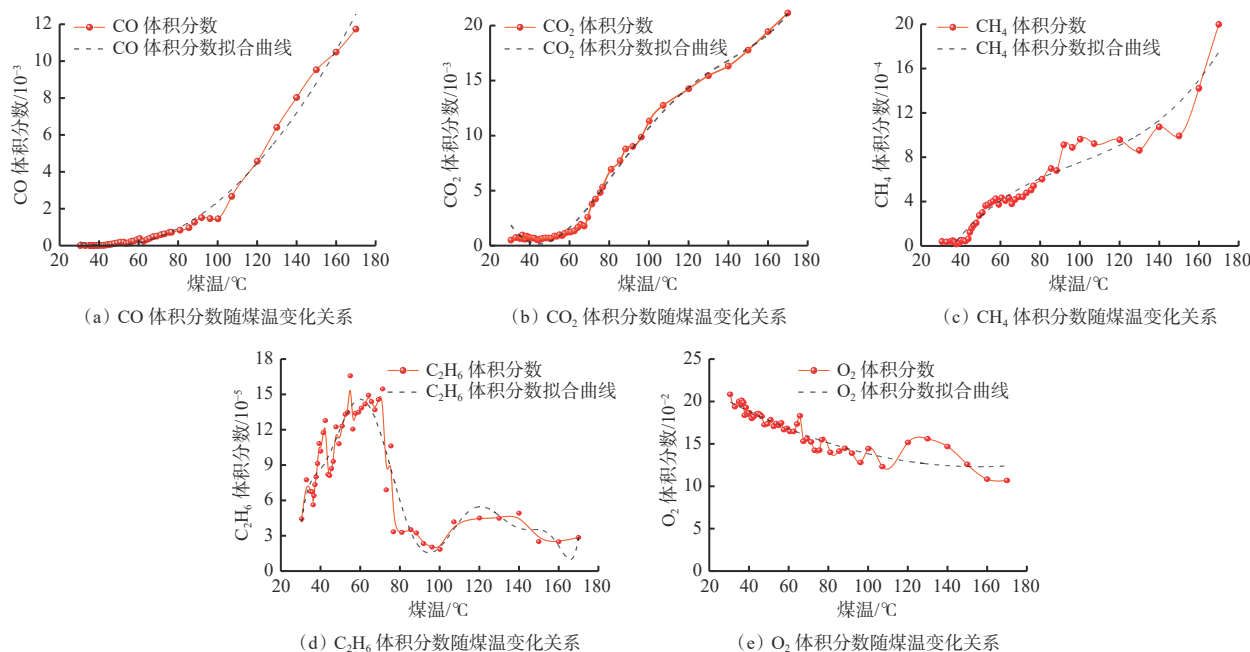 CO 体积分数
CO 体积分数拟合曲线
CO 体积分数/10⁻³
12
10
8
6
4
2
0
20 40 60 80 100 120 140 160 180
煤温/℃
（a）CO 体积分数随煤温变化关系
CO₂ 体积分数
CO₂ 体积分数拟合曲线
CO₂ 体积分数/10⁻³
20
15
10
5
0
20 40 60 80 100 120 140 160 180
煤温/℃
（b）CO₂ 体积分数随煤温变化关系
CH₄ 体积分数
CH₄ 体积分数拟合曲线
CH₄ 体积分数/10⁻⁴
20
16
12
8
4
0
20 40 60 80 100 120 140 160 180
煤温/℃
（c）CH₄ 体积分数随煤温变化关系
C₂H₆ 体积分数
C₂H₆ 体积分数拟合曲线
C₂H₆ 体积分数/10⁻⁵
18
15
12
9
6
3
0
20 40 60 80 100 120 140 160 180
煤温/℃
（d）C₂H₆ 体积分数随煤温变化关系
O₂ 体积分数
O₂ 体积分数拟合曲线
O₂ 体积分数/10⁻²
25
20
15
10
5
0
20 40 60 80 100 120 140 160 180
煤温/℃
（e）O₂ 体积分数随煤温变化关系